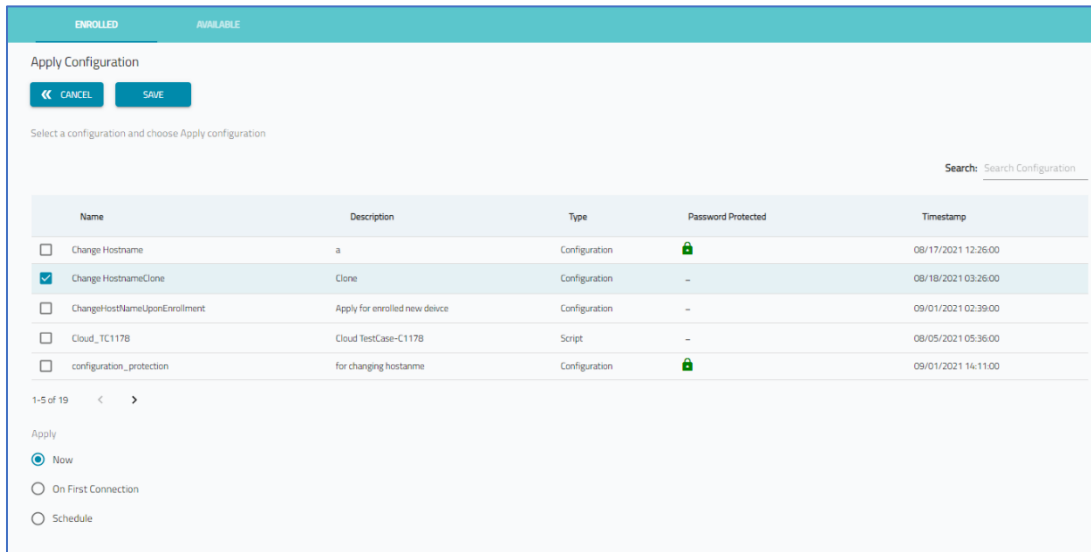 ENROLLED AVAILABLE
Apply Configuration
CANCEL SAVE
Select a configuration and choose Apply configuration
Search: Search Configuration
Name Description Type Password Protected Timestamp
Change Hostname a Configuration 08/17/2021 12:26:00
Change HostnameClone Clone Configuration – 08/18/2021 03:26:00
ChangeHostNameUponEnrollment Apply for enrolled new deivce Configuration – 09/01/2021 02:39:00
Cloud_TC1178 Cloud TestCase-C1178 Script – 08/05/2021 05:36:00
configuration_protection for changing hostanme Configuration 09/01/2021 14:11:00
1-5 of 19 < >
Apply
Now
On First Connection
Schedule